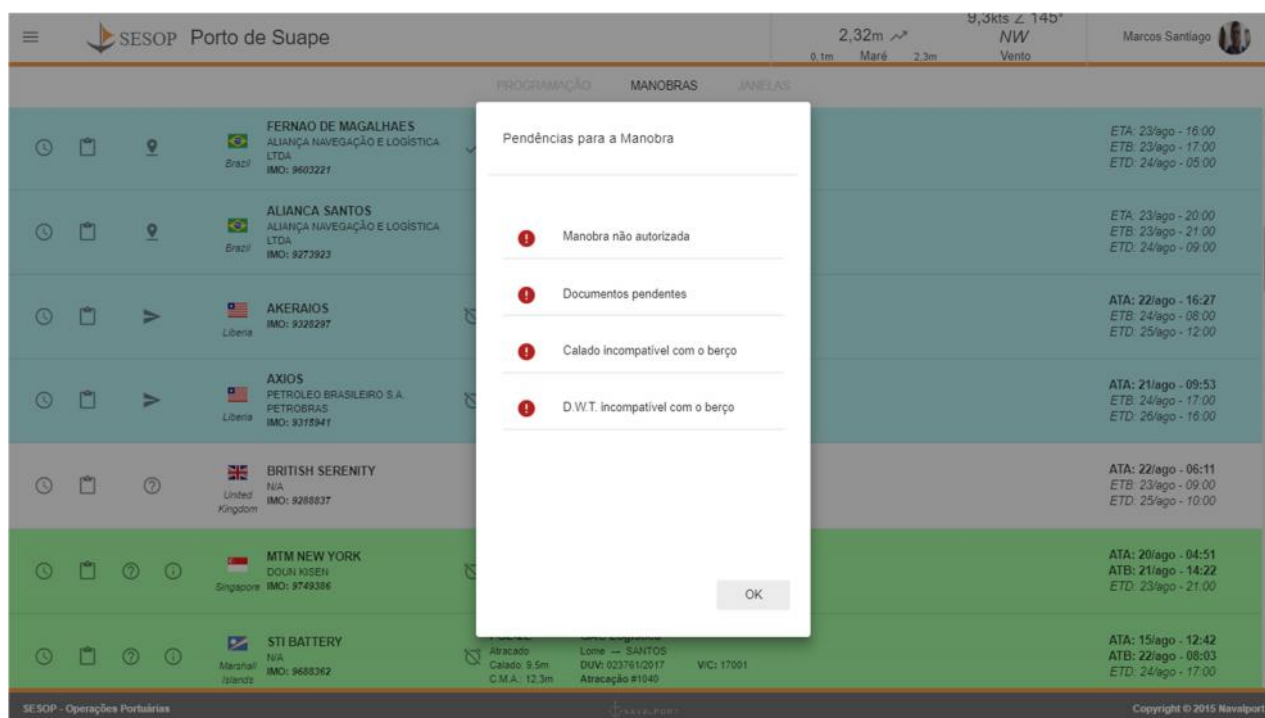 SESOP Porto de Suape
2,32m
0,1m Maré 2,3m
9,3kts ∠ 145°
NW
Vento
Marcos Santiago
PROGRAMAÇÃO MANOBRAS JANELAS
Brazil
FERNAO DE MAGALHAES
ALIANÇA NAVEGAÇÃO E LOGÍSTICA
LTDA
IMO: 9603221
ETA: 23/ago - 16:00
ETB: 23/ago - 17:00
ETD: 24/ago - 05:00
Brazil
ALIANCA SANTOS
ALIANÇA NAVEGAÇÃO E LOGÍSTICA
LTDA
IMO: 9273923
ETA: 23/ago - 20:00
ETB: 23/ago - 21:00
ETD: 24/ago - 09:00
Liberia
AKERAIOS
IMO: 9328297
ATA: 22/ago - 16:27
ETB: 24/ago - 08:00
ETD: 25/ago - 12:00
Liberia
AXIOS
PETROLEO BRASILEIRO S.A.
PETROBRAS
IMO: 9315941
ATA: 21/ago - 09:53
ETB: 24/ago - 17:00
ETD: 26/ago - 16:00
United
Kingdom
BRITISH SERENITY
N/A
IMO: 9288837
ATA: 22/ago - 06:11
ETB: 23/ago - 09:00
ETD: 25/ago - 10:00
Singapore
MTM NEW YORK
DOUN KISEN
IMO: 9749386
ATA: 20/ago - 04:51
ATB: 21/ago - 14:22
ETD: 23/ago - 21:00
Marshall
Islands
STI BATTERY
N/A
IMO: 9688362
Atracado
Calado: 9,5m
C.M.A.: 12,3m
Lome — SANTOS
DUV: 023761/2017 V/C: 17001
Atracação #1040
ATA: 15/ago - 12:42
ATB: 22/ago - 08:03
ETD: 24/ago - 17:00
Pendências para a Manobra
Manobra não autorizada
Documentos pendentes
Calado incompatível com o berço
D.W.T. incompatível com o berço
OK
SESOP - Operações Portuárias
NAVALPORT
Copyright © 2015 Navalport